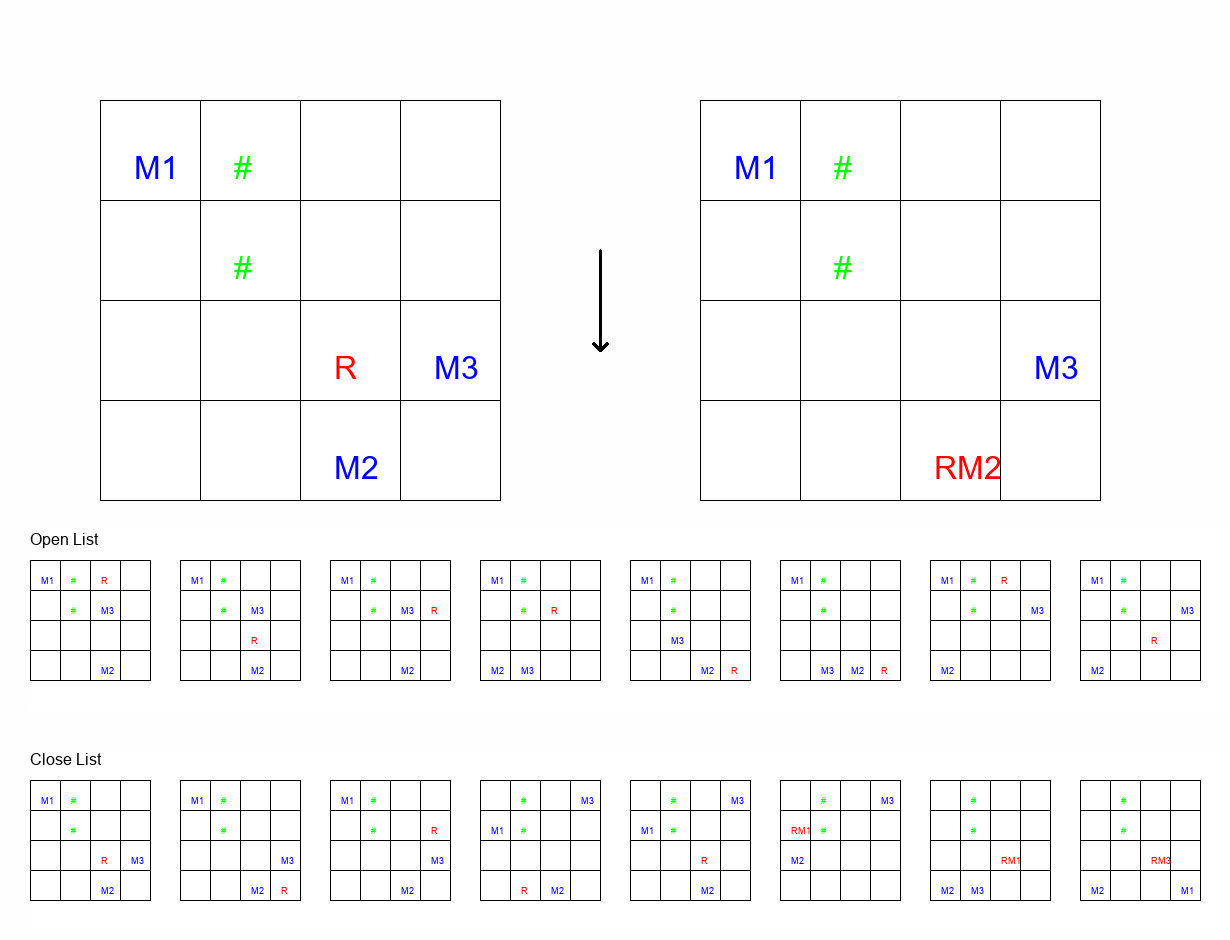 M1 # M1 #
# #
R M3 M3
M2 RM2
Open List
M1 # R M1 # M1 # M1 # M1 # M1 # M1 # R M1 #
# M3 # M3 # M3 R # R # # # M3 # M3
R M3 R
M2 M2 M2 M2 M3 M2 R M3 M2 R M2 M2
Close List
M1 # M1 # M1 # # M3 # M3 # M3 # #
# # # R M1 # M1 # RM1 # # #
R M3 M3 M3 R M2 RM1 RM3
M2 M2 R M2 R M2 M2 M2 M3 M2 M1